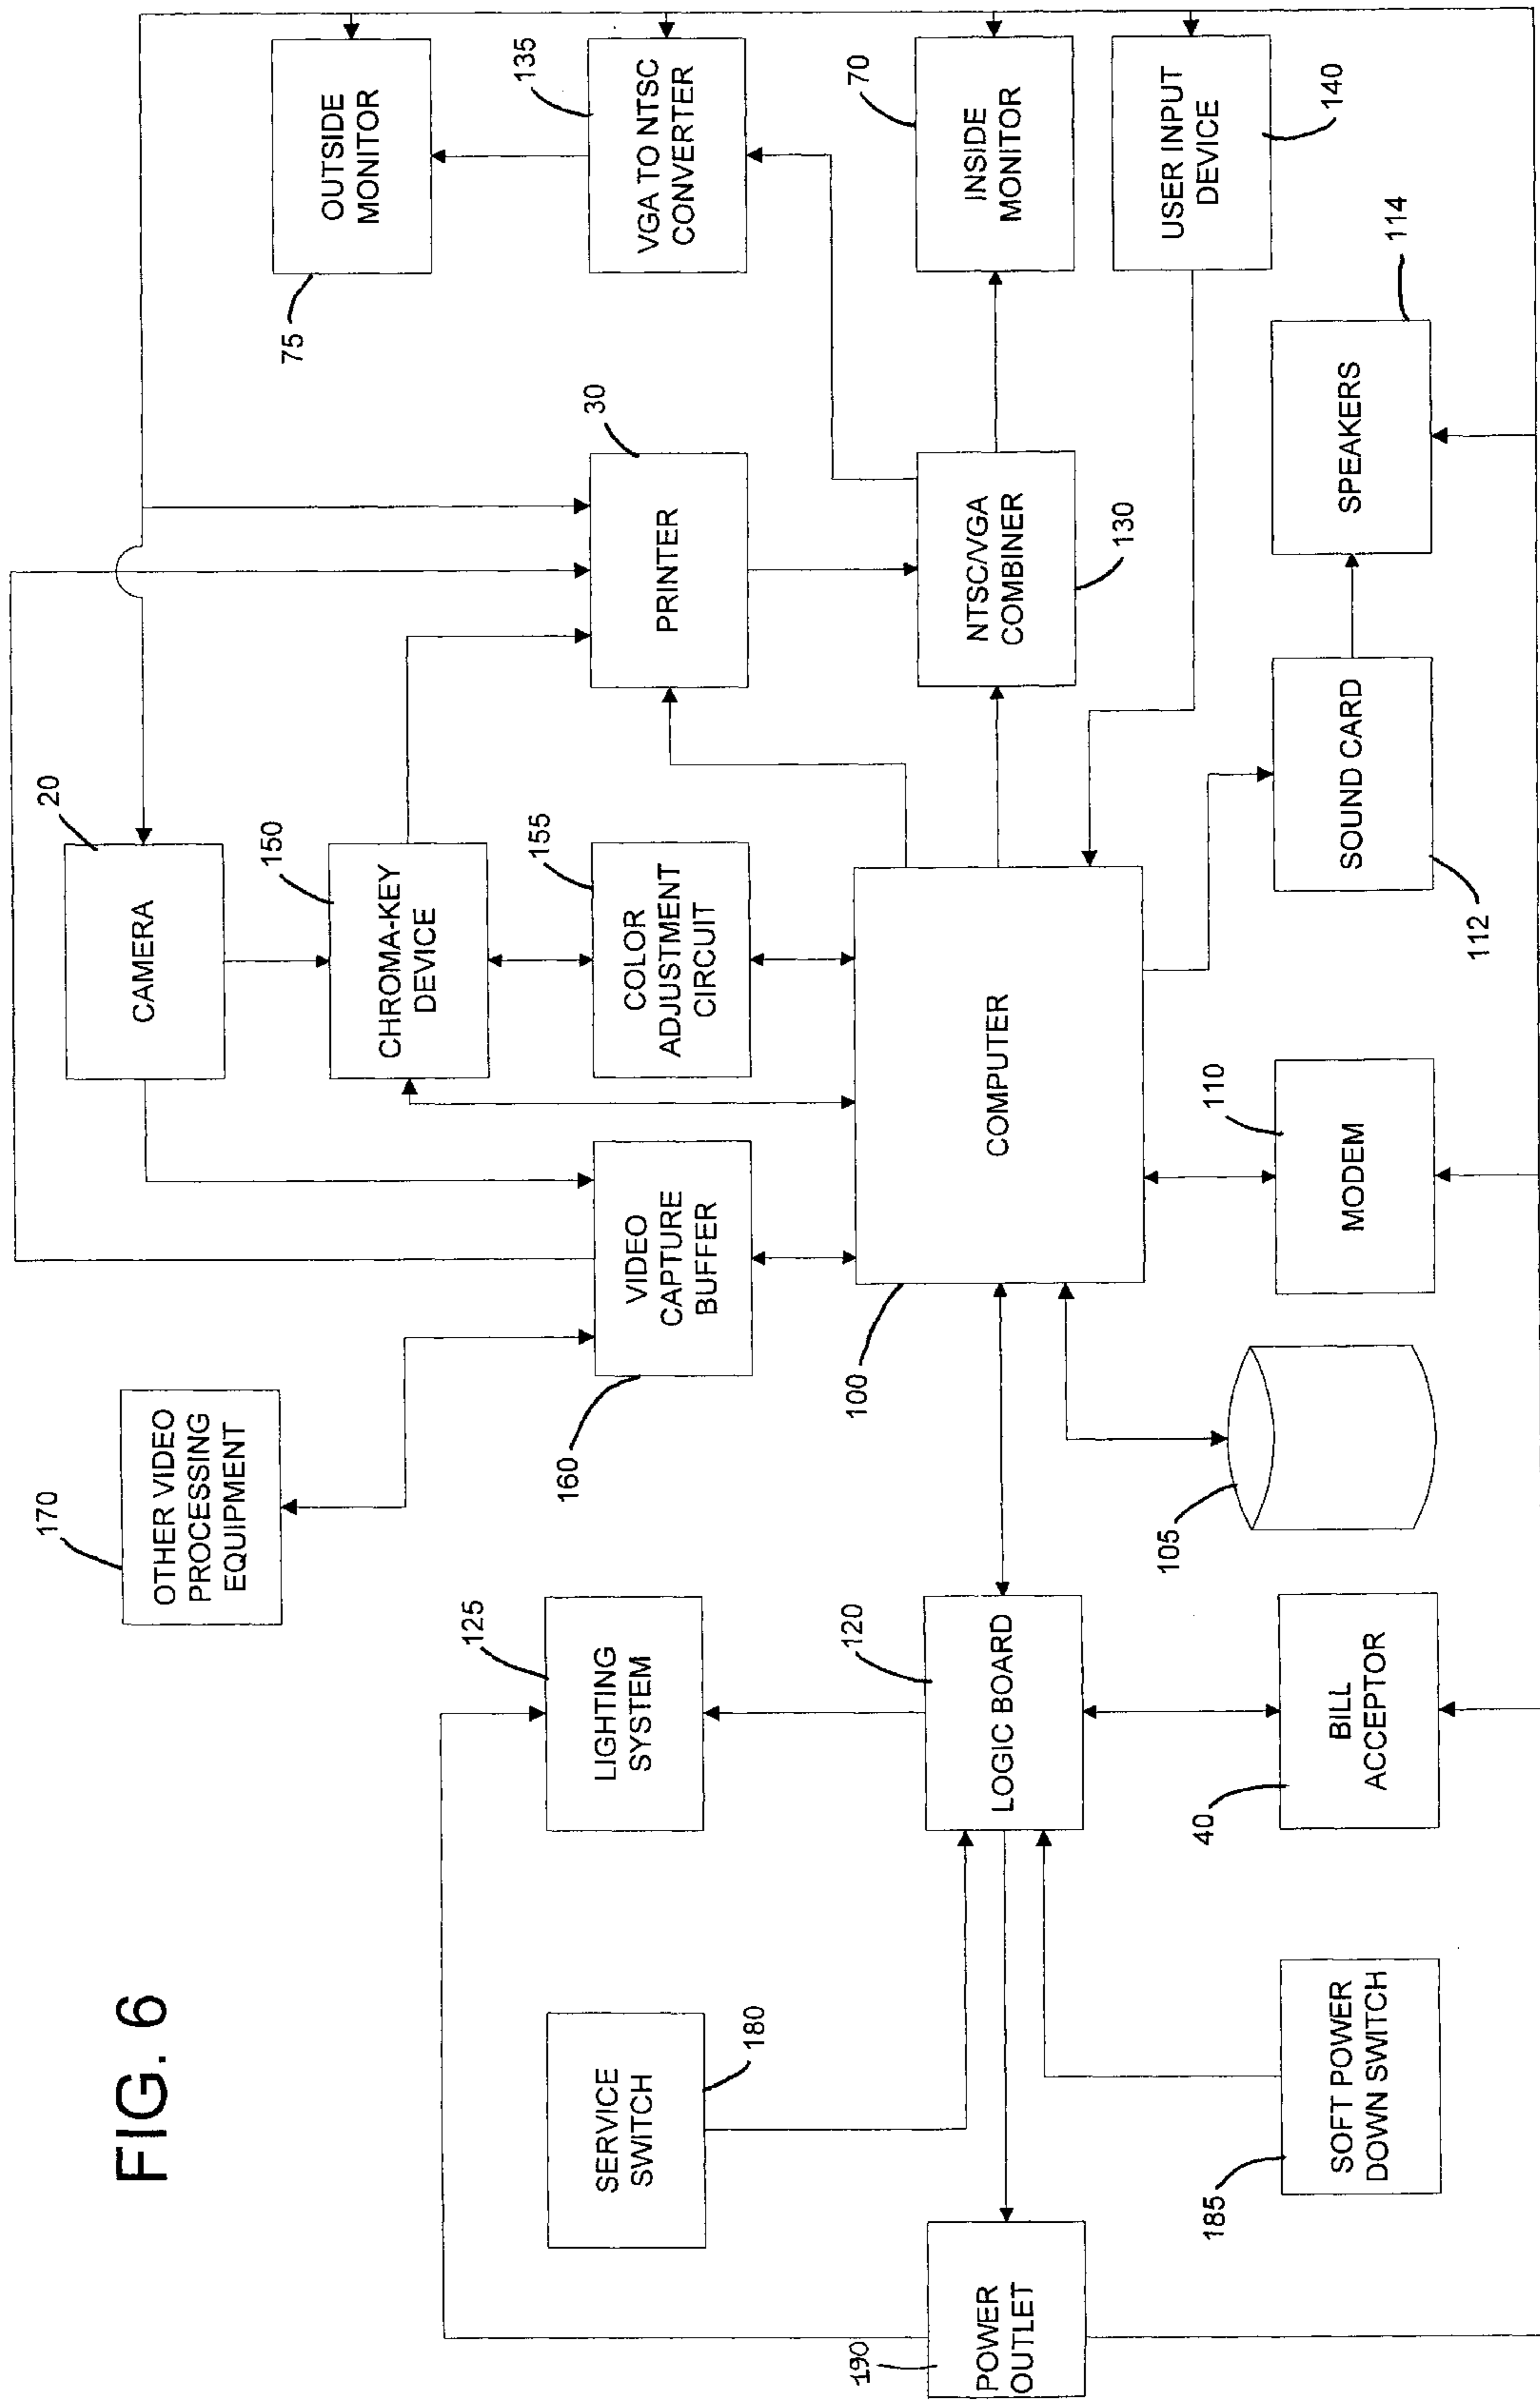 FIG. 6
170
OTHER VIDEO
PROCESSING
EQUIPMENT
20
CAMERA
75
OUTSIDE
MONITOR
150
CHROMA-KEY
DEVICE
125
LIGHTING
SYSTEM
180
SERVICE
SWITCH
160
VIDEO
CAPTURE
BUFFER
155
COLOR
ADJUSTMENT
CIRCUIT
30
PRINTER
135
VGA TO NTSC
CONVERTER
190
POWER
OUTLET
120
LOGIC BOARD
100
COMPUTER
NTSC/VGA
COMBINER
130
70
INSIDE
MONITOR
USER INPUT
DEVICE
140
185
SOFT POWER
DOWN SWITCH
40
BILL
ACCEPTOR
105
110
MODEM
SOUND CARD
112
SPEAKERS
114